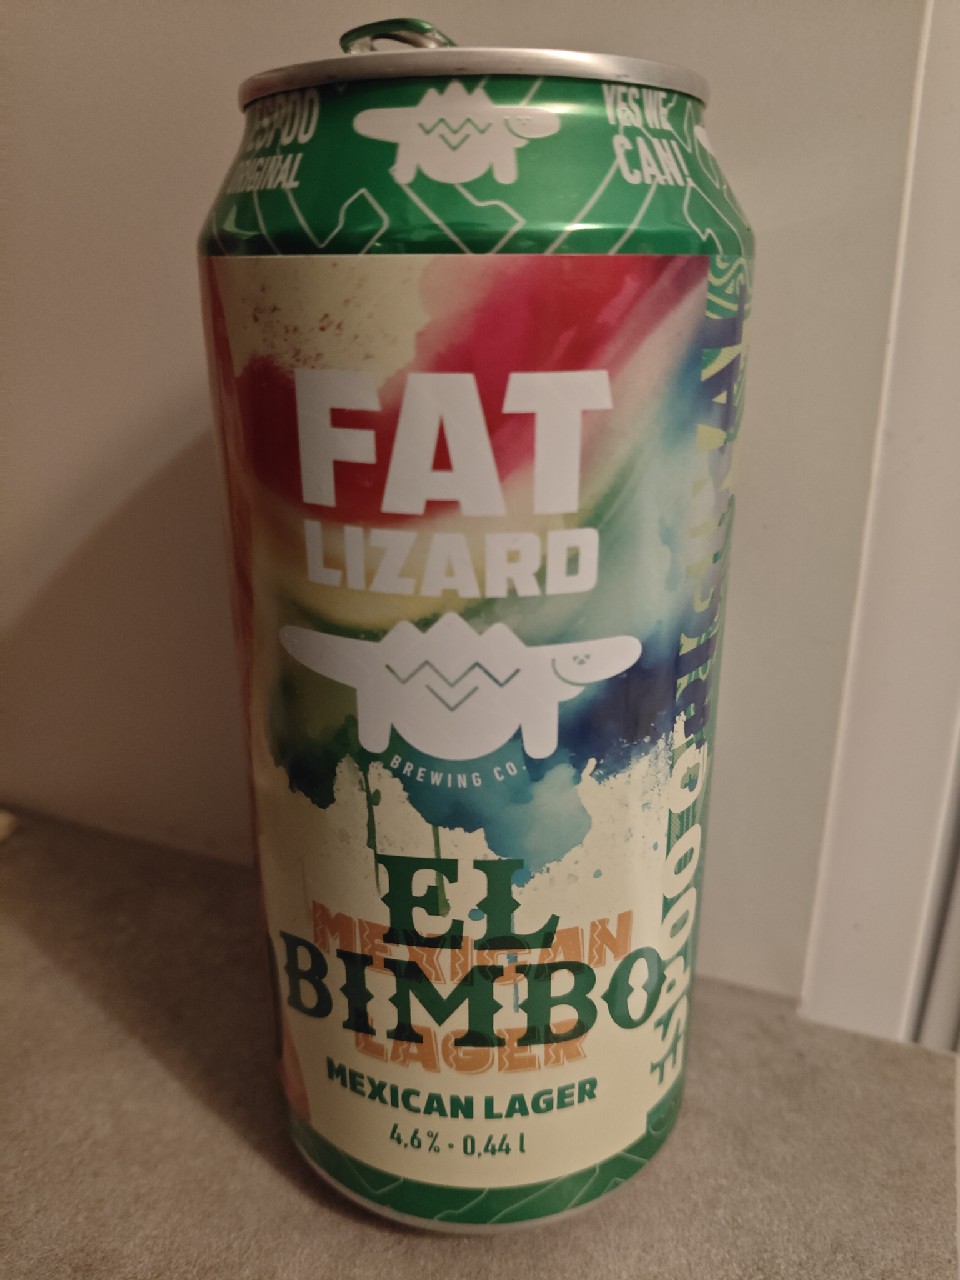 ESPOO
ORIGINAL
YES WE
CAN!
FAT
LIZARD
BREWING CO.
EL
BIMBO
MEXICAN
LAGER
MEXICAN LAGER
4,6% - 0,44 l